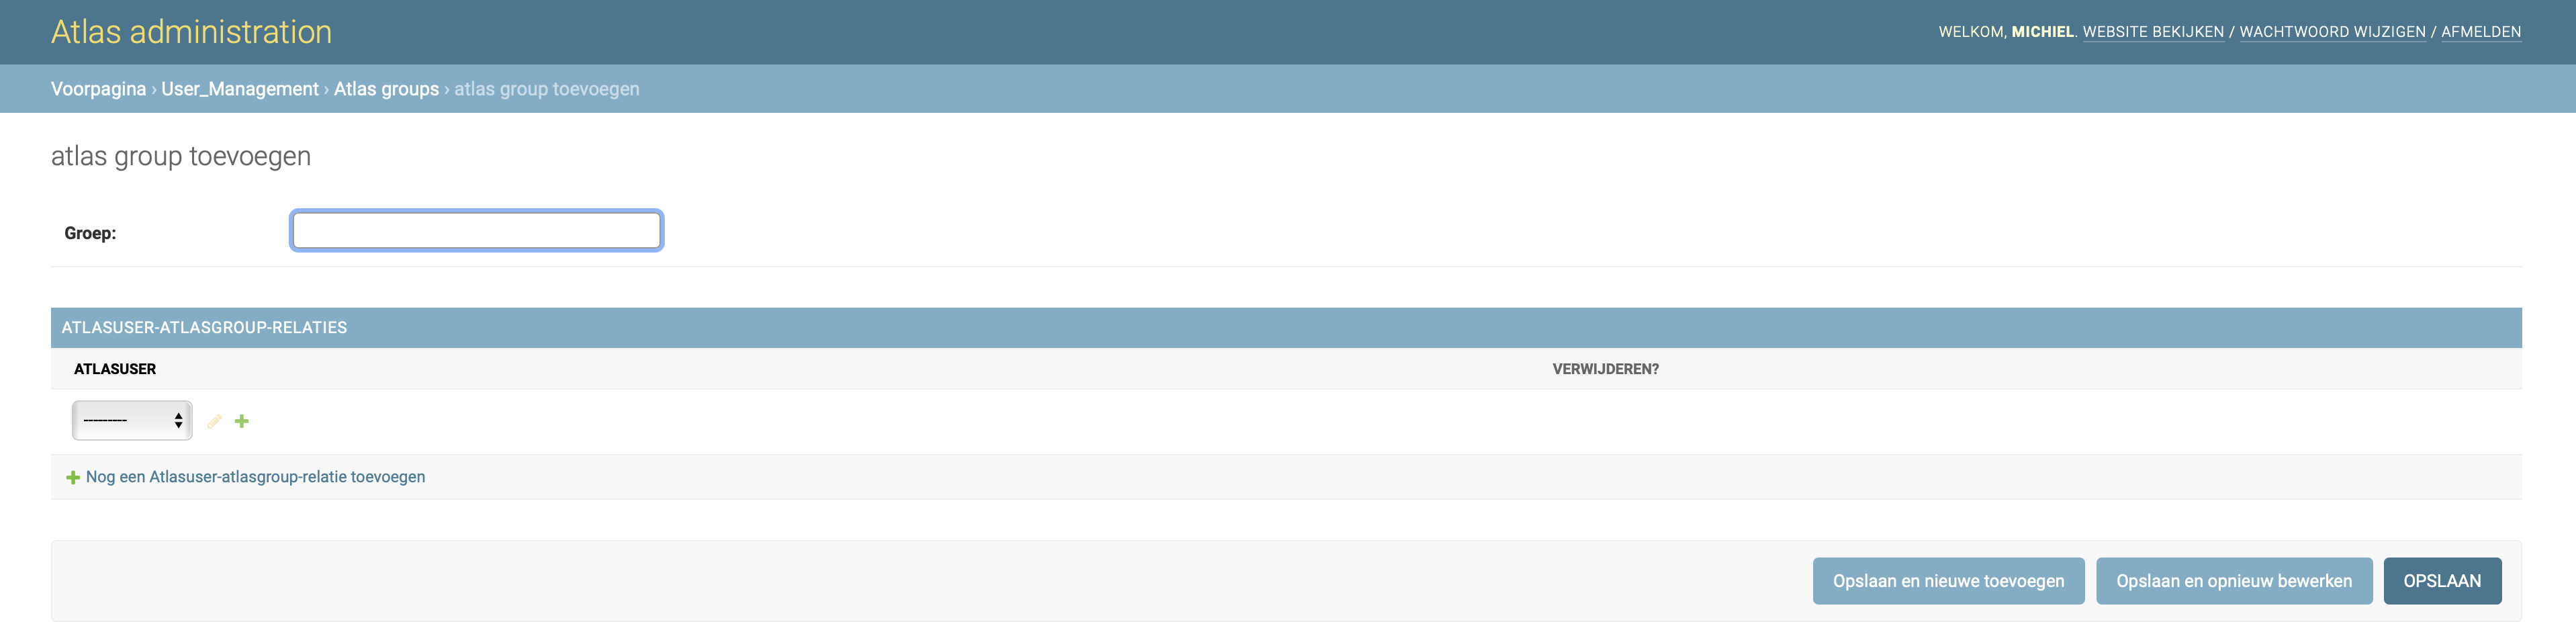 Atlas administration
WELKOM, MICHIEL. WEBSITE BEKIJKEN / WACHTWOORD WIJZIGEN / AFMELDEN
Voorpagina › User_Management › Atlas groups › atlas group toevoegen
atlas group toevoegen
Groep:
ATLASUSER-ATLASGROUP-RELATIES
ATLASUSER VERWIJDEREN?
---------
Nog een Atlasuser-atlasgroup-relatie toevoegen
Opslaan en nieuwe toevoegen Opslaan en opnieuw bewerken OPSLAAN